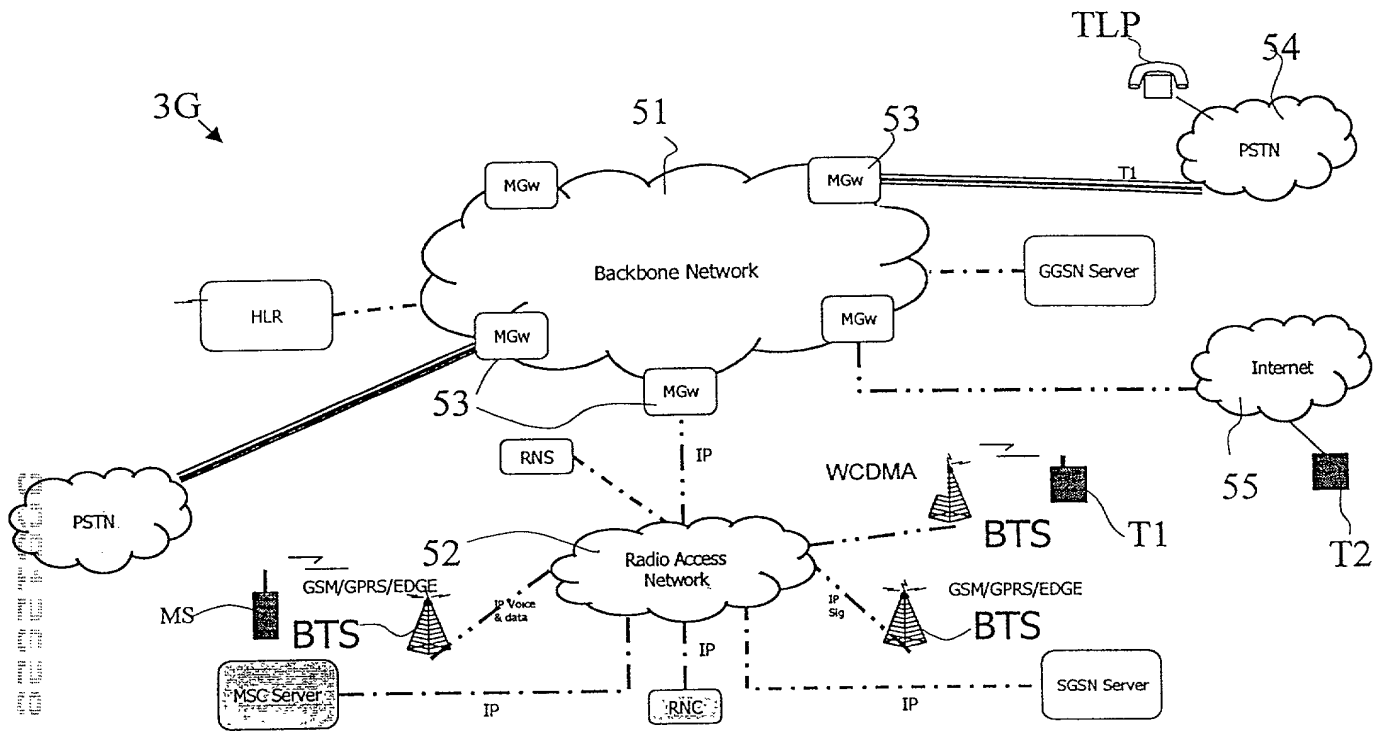 TLP
54
3G
51
53
PSTN
MGw
MGw
T1
Backbone Network
GGSN Server
HLR
MGw
MGw
Internet
53
MGw
RNS
IP
WCDMA
55
PSTN
52
Radio Access
Network
BTS
T1
T2
GSM/GPRS/EDGE
GSM/GPRS/EDGE
MS
IP Voice
& data
IP
Sig
BTS
BTS
MSC Server
IP
RNC
IP
IP
SGSN Server